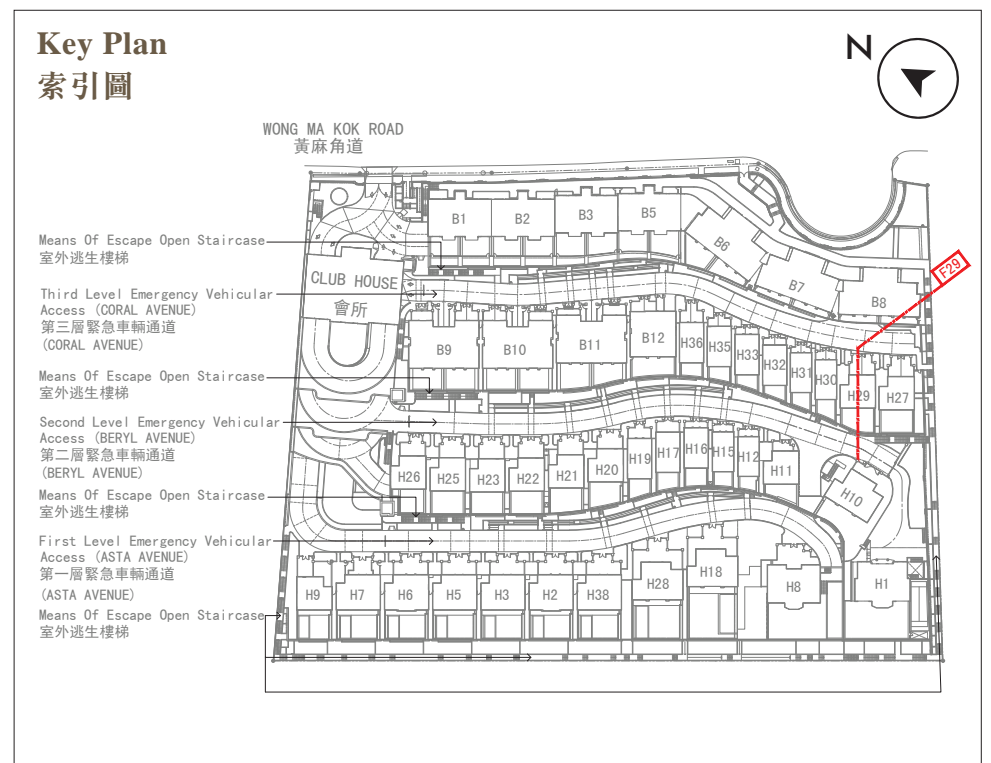 Key Plan
索引圖
N
WONG MA KOK ROAD
黃麻角道
Means Of Escape Open Staircase
室外逃生樓梯
Third Level Emergency Vehicular
Access (CORAL AVENUE)
第三層緊急車輛通道
(CORAL AVENUE)
Means Of Escape Open Staircase
室外逃生樓梯
Second Level Emergency Vehicular
Access (BERYL AVENUE)
第二層緊急車輛通道
(BERYL AVENUE)
Means Of Escape Open Staircase
室外逃生樓梯
First Level Emergency Vehicular
Access (ASTA AVENUE)
第一層緊急車輛通道
(ASTA AVENUE)
Means Of Escape Open Staircase
室外逃生樓梯
CLUB HOUSE
會所
B1 B2 B3 B5
B6
B7
B8
F29
B9 B10 B11 B12 H36 H35 H33 H32 H31 H30 H29 H27
H26 H25 H23 H22 H21 H20 H19 H17 H16 H15 H12 H11
H10
H9 H7 H6 H5 H3 H2 H38 H28 H18 H8 H1